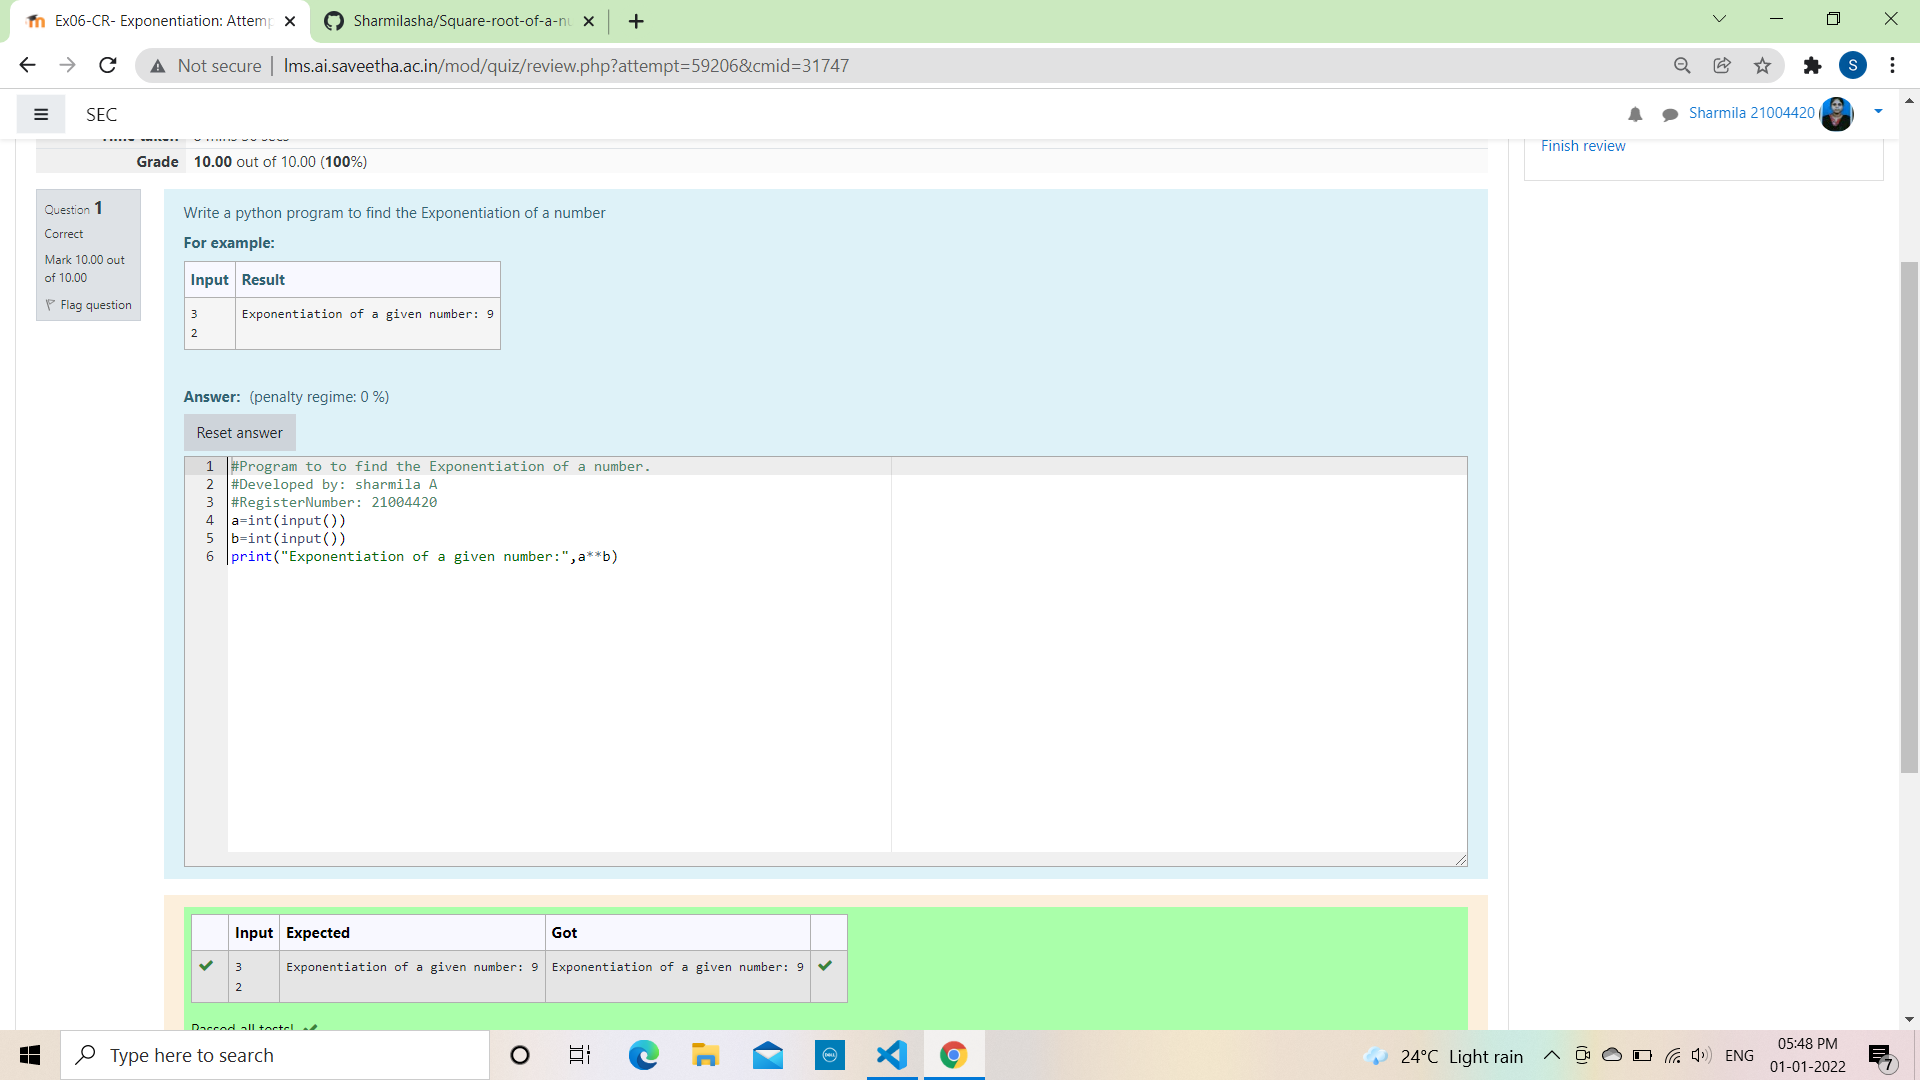 Ex06-CR- Exponentiation: Attemp
Sharmilasha/Square-root-of-a-nu
Not secure | lms.ai.saveetha.ac.in/mod/quiz/review.php?attempt=59206&cmid=31747
S
SEC
Sharmila 21004420
Grade 10.00 out of 10.00 (100%)
Finish review
Question 1
Correct
Mark 10.00 out
of 10.00
Flag question
Write a python program to find the Exponentiation of a number
For example:
Input Result
3 Exponentiation of a given number: 9
2
Answer: (penalty regime: 0 %)
Reset answer
1 #Program to to find the Exponentiation of a number.
2 #Developed by: sharmila A
3 #RegisterNumber: 21004420
4 a=int(input())
5 b=int(input())
6 print("Exponentiation of a given number:",a**b)
Input Expected Got
3 Exponentiation of a given number: 9 Exponentiation of a given number: 9
2
Passed all tests!
Type here to search
DELL
24°C Light rain
ENG
05:48 PM
01-01-2022
7